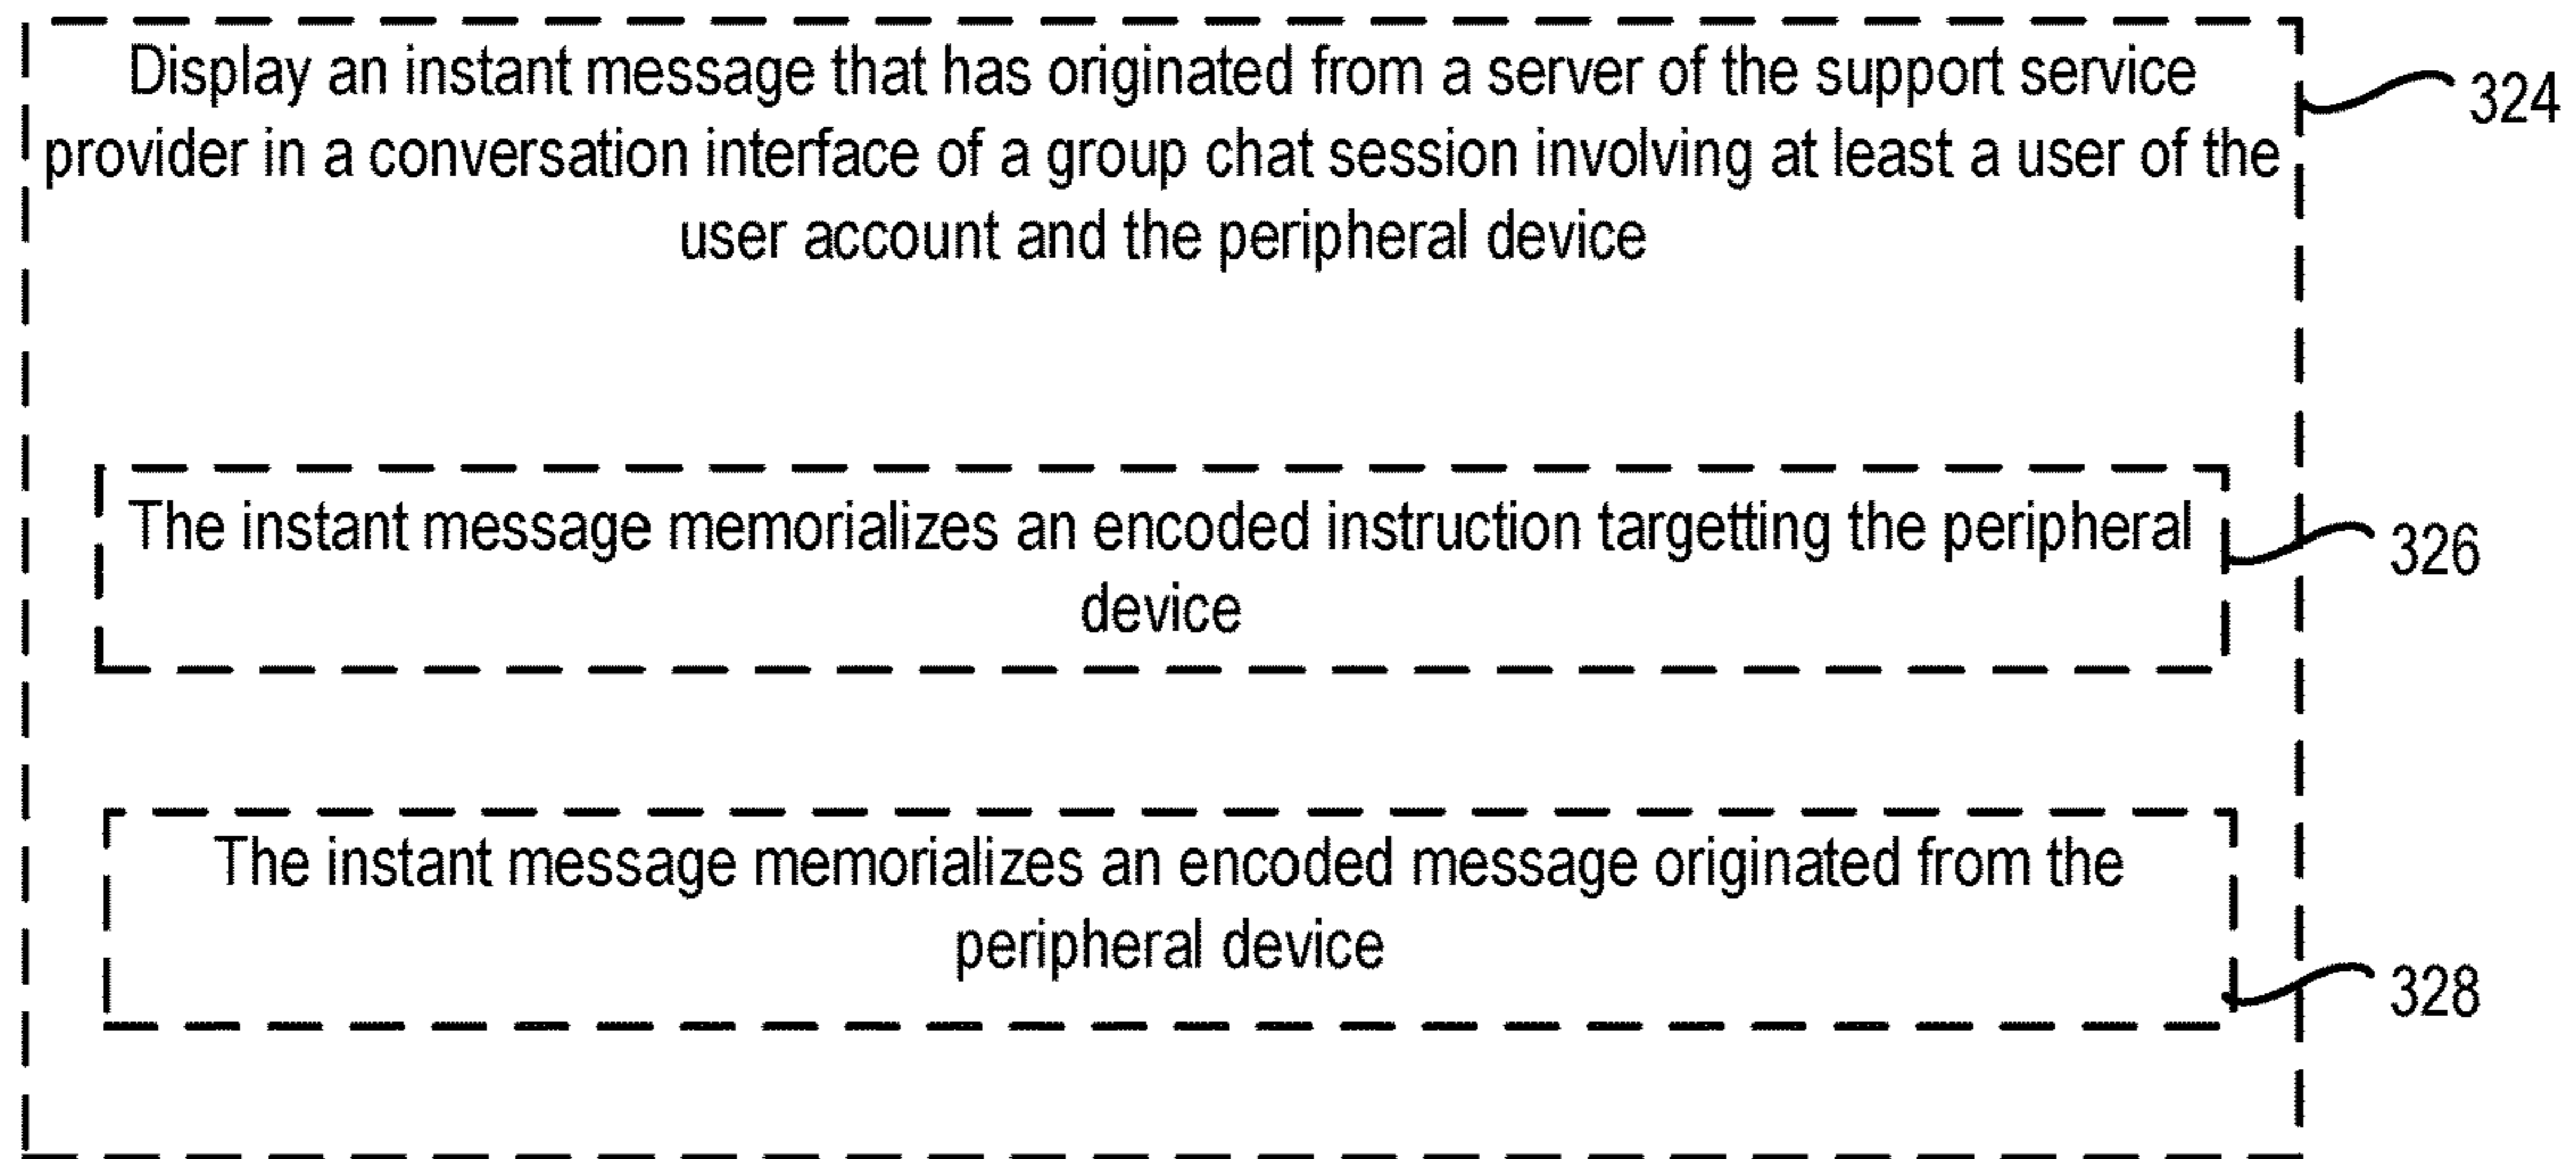 Display an instant message that has originated from a server of the support service
provider in a conversation interface of a group chat session involving at least a user of the
user account and the peripheral device
324
The instant message memorializes an encoded instruction targetting the peripheral
device
326
The instant message memorializes an encoded message originated from the
peripheral device
328